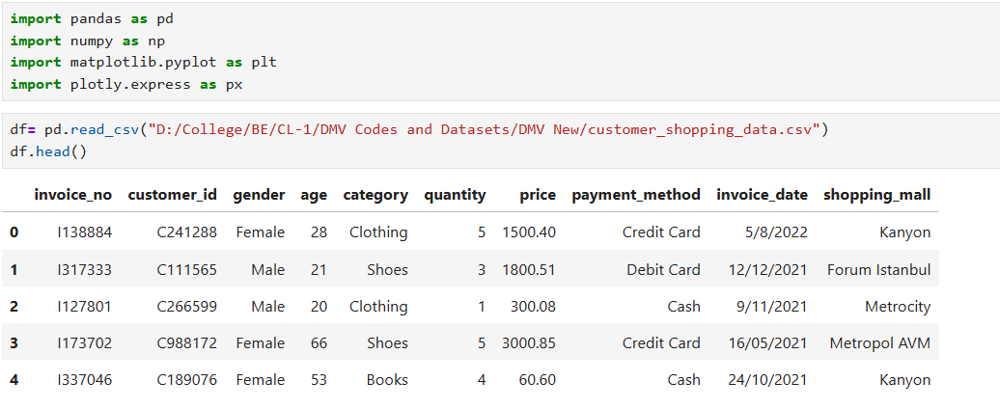 import pandas as pd
import numpy as np
import matplotlib.pyplot as plt
import plotly.express as px
df= pd.read_csv("D:/College/BE/CL-1/DMV Codes and Datasets/DMV New/customer_shopping_data.csv")
df.head()
invoice_no customer_id gender age category quantity price payment_method invoice_date shopping_mall
0 I138884 C241288 Female 28 Clothing 5 1500.40 Credit Card 5/8/2022 Kanyon
1 I317333 C111565 Male 21 Shoes 3 1800.51 Debit Card 12/12/2021 Forum Istanbul
2 I127801 C266599 Male 20 Clothing 1 300.08 Cash 9/11/2021 Metrocity
3 I173702 C988172 Female 66 Shoes 5 3000.85 Credit Card 16/05/2021 Metropol AVM
4 I337046 C189076 Female 53 Books 4 60.60 Cash 24/10/2021 Kanyon